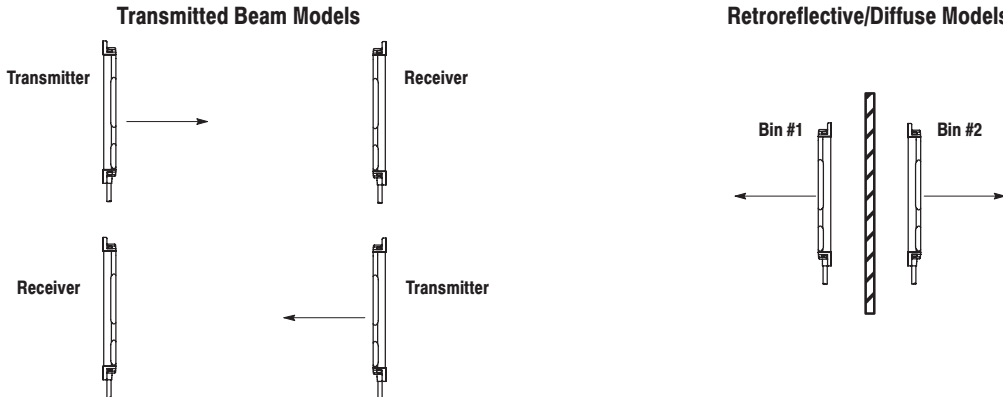 Transmitted Beam Models
Transmitter
Receiver
Receiver
Transmitter
Retroreflective/Diffuse Models
Bin #1
Bin #2